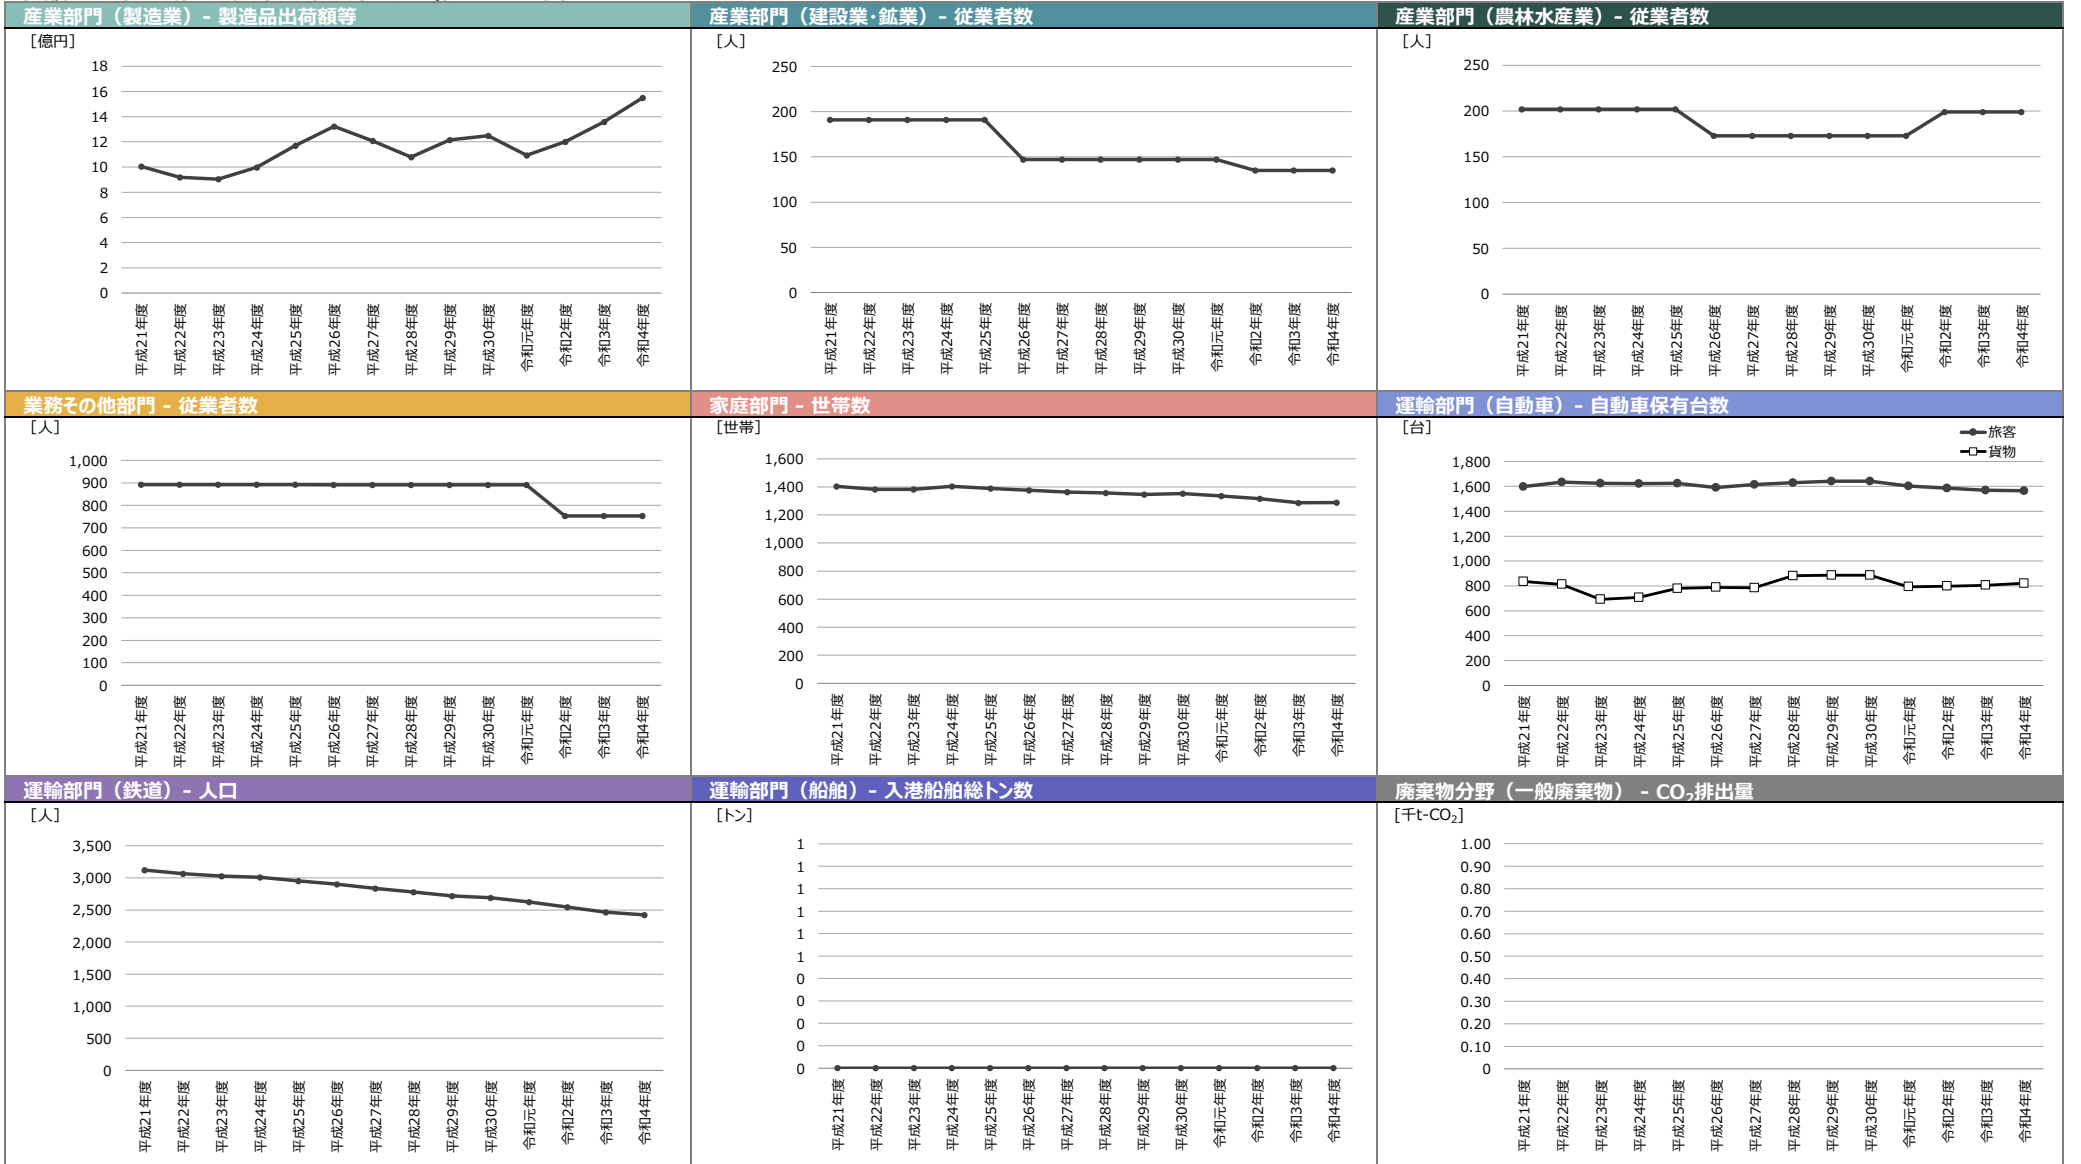 産業部門（製造業）- 製造品出荷額等
[億円]
18
16
14
12
10
8
6
4
2
0
平成21年度
平成22年度
平成23年度
平成24年度
平成25年度
平成26年度
平成27年度
平成28年度
平成29年度
平成30年度
令和元年度
令和2年度
令和3年度
令和4年度
産業部門（建設業･鉱業）- 従業者数
[人]
250
200
150
100
50
0
平成21年度
平成22年度
平成23年度
平成24年度
平成25年度
平成26年度
平成27年度
平成28年度
平成29年度
平成30年度
令和元年度
令和2年度
令和3年度
令和4年度
産業部門（農林水産業）- 従業者数
[人]
250
200
150
100
50
0
平成21年度
平成22年度
平成23年度
平成24年度
平成25年度
平成26年度
平成27年度
平成28年度
平成29年度
平成30年度
令和元年度
令和2年度
令和3年度
令和4年度
業務その他部門 - 従業者数
[人]
1,000
900
800
700
600
500
400
300
200
100
0
平成21年度
平成22年度
平成23年度
平成24年度
平成25年度
平成26年度
平成27年度
平成28年度
平成29年度
平成30年度
令和元年度
令和2年度
令和3年度
令和4年度
家庭部門 - 世帯数
[世帯]
1,600
1,400
1,200
1,000
800
600
400
200
0
平成21年度
平成22年度
平成23年度
平成24年度
平成25年度
平成26年度
平成27年度
平成28年度
平成29年度
平成30年度
令和元年度
令和2年度
令和3年度
令和4年度
運輸部門（自動車）- 自動車保有台数
[台]
旅客
貨物
1,800
1,600
1,400
1,200
1,000
800
600
400
200
0
平成21年度
平成22年度
平成23年度
平成24年度
平成25年度
平成26年度
平成27年度
平成28年度
平成29年度
平成30年度
令和元年度
令和2年度
令和3年度
令和4年度
運輸部門（鉄道）- 人口
[人]
3,500
3,000
2,500
2,000
1,500
1,000
500
0
平成21年度
平成22年度
平成23年度
平成24年度
平成25年度
平成26年度
平成27年度
平成28年度
平成29年度
平成30年度
令和元年度
令和2年度
令和3年度
令和4年度
運輸部門（船舶）- 入港船舶総トン数
[トン]
1
1
1
1
1
1
0
0
0
0
0
平成21年度
平成22年度
平成23年度
平成24年度
平成25年度
平成26年度
平成27年度
平成28年度
平成29年度
平成30年度
令和元年度
令和2年度
令和3年度
令和4年度
廃棄物分野（一般廃棄物） - CO₂排出量
[千t-CO₂]
1.00
0.90
0.80
0.70
0.60
0.50
0.40
0.30
0.20
0.10
0
平成21年度
平成22年度
平成23年度
平成24年度
平成25年度
平成26年度
平成27年度
平成28年度
平成29年度
平成30年度
令和元年度
令和2年度
令和3年度
令和4年度